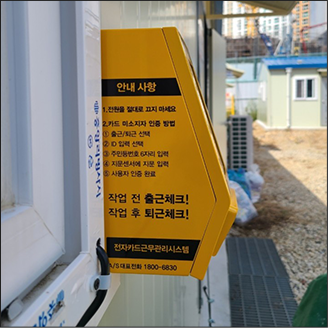 안내 사항
1.전원을 절대로 끄지 마세요
2.카드 미소지자 인증 방법
① 출근/퇴근 선택
② ID 입력 선택
③ 주민등번호 6자리 입력
④ 지문센서에 지문 입력
⑤ 사용자 인증 완료
작업 전 출근체크!
작업 후 퇴근체크!
전자카드근무관리시스템
A/S 대표전화 1800-6830